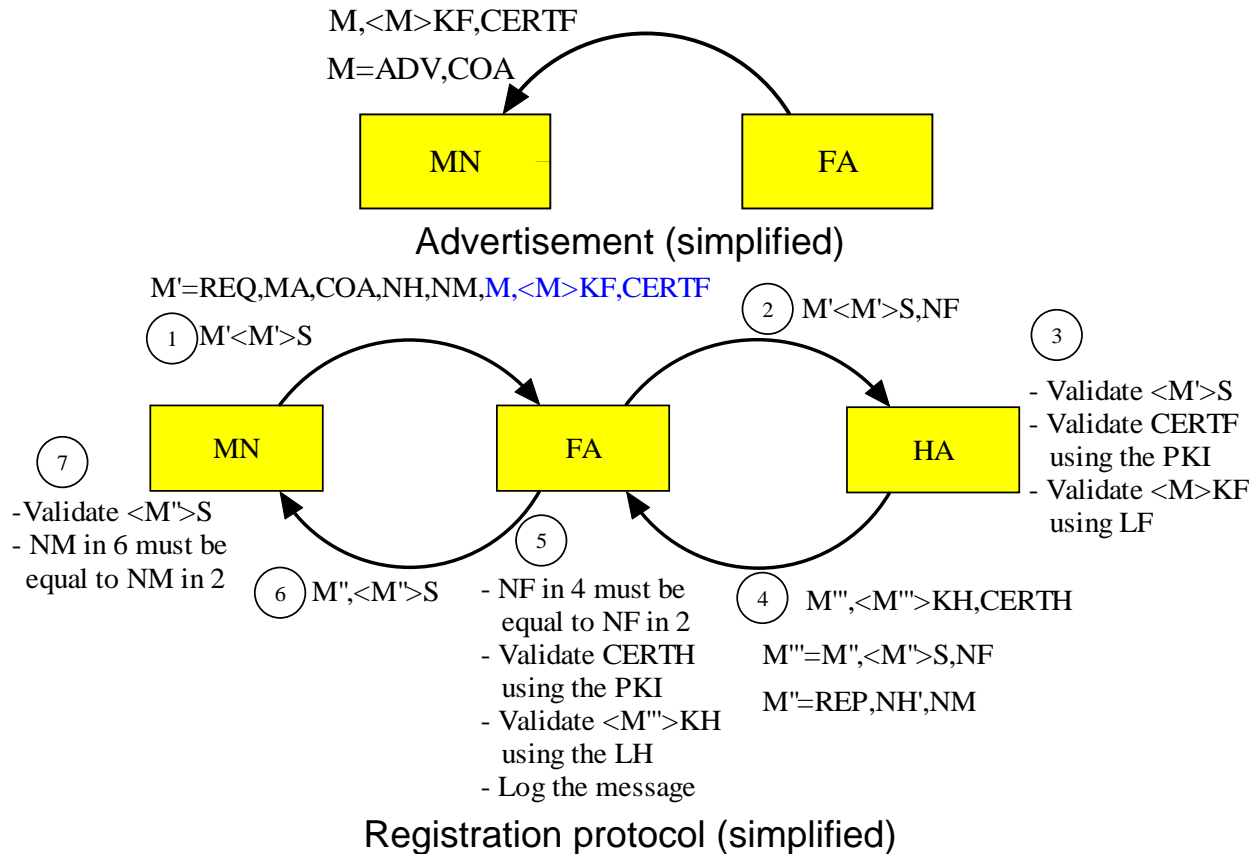 M,<M>KF,CERTF
M=ADV,COA
MN
FA
Advertisement (simplified)
M'=REQ,MA,COA,NH,NM,M,<M>KF,CERTF
1
M'<M'>S
2
M'<M'>S,NF
3
- Validate <M'>S
- Validate CERTF
using the PKI
- Validate <M>KF
using LF
MN
FA
HA
7
-Validate <M''>S
- NM in 6 must be
equal to NM in 2
6
M'',<M''>S
5
- NF in 4 must be
equal to NF in 2
- Validate CERTH
using the PKI
- Validate <M'''>KH
using the LH
- Log the message
4
M''',<M'''>KH,CERTH
M'''=M'',<M''>S,NF
M''=REP,NH',NM
Registration protocol (simplified)